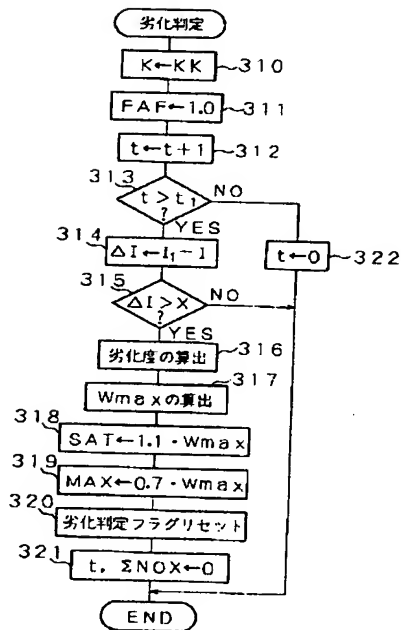 劣化判定
K←KK 310
FAF←1.0 311
t←t+1 312
313 t>t₁? NO
YES
314 ΔI←I₁-I
t←0 322
315 ΔI>X? NO
YES
劣化度の算出 316
Wmaxの算出 317
318 SAT←1.1・Wmax
319 MAX←0.7・Wmax
320 劣化判定フラグリセット
321 t, ΣNOX←0
END